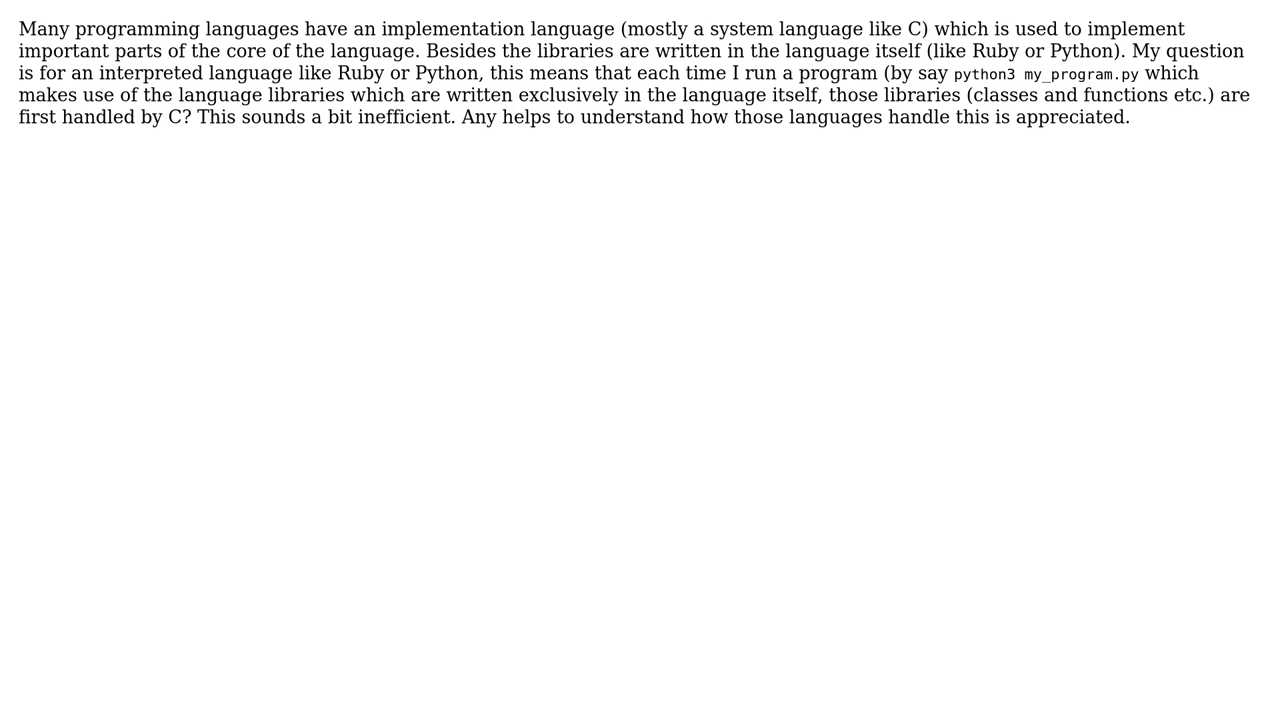 Many programming languages have an implementation language (mostly a system language like C) which is used to implement
important parts of the core of the language. Besides the libraries are written in the language itself (like Ruby or Python). My question
is for an interpreted language like Ruby or Python, this means that each time I run a program (by say python3 my_program.py which
makes use of the language libraries which are written exclusively in the language itself, those libraries (classes and functions etc.) are
first handled by C? This sounds a bit inefficient. Any helps to understand how those languages handle this is appreciated.